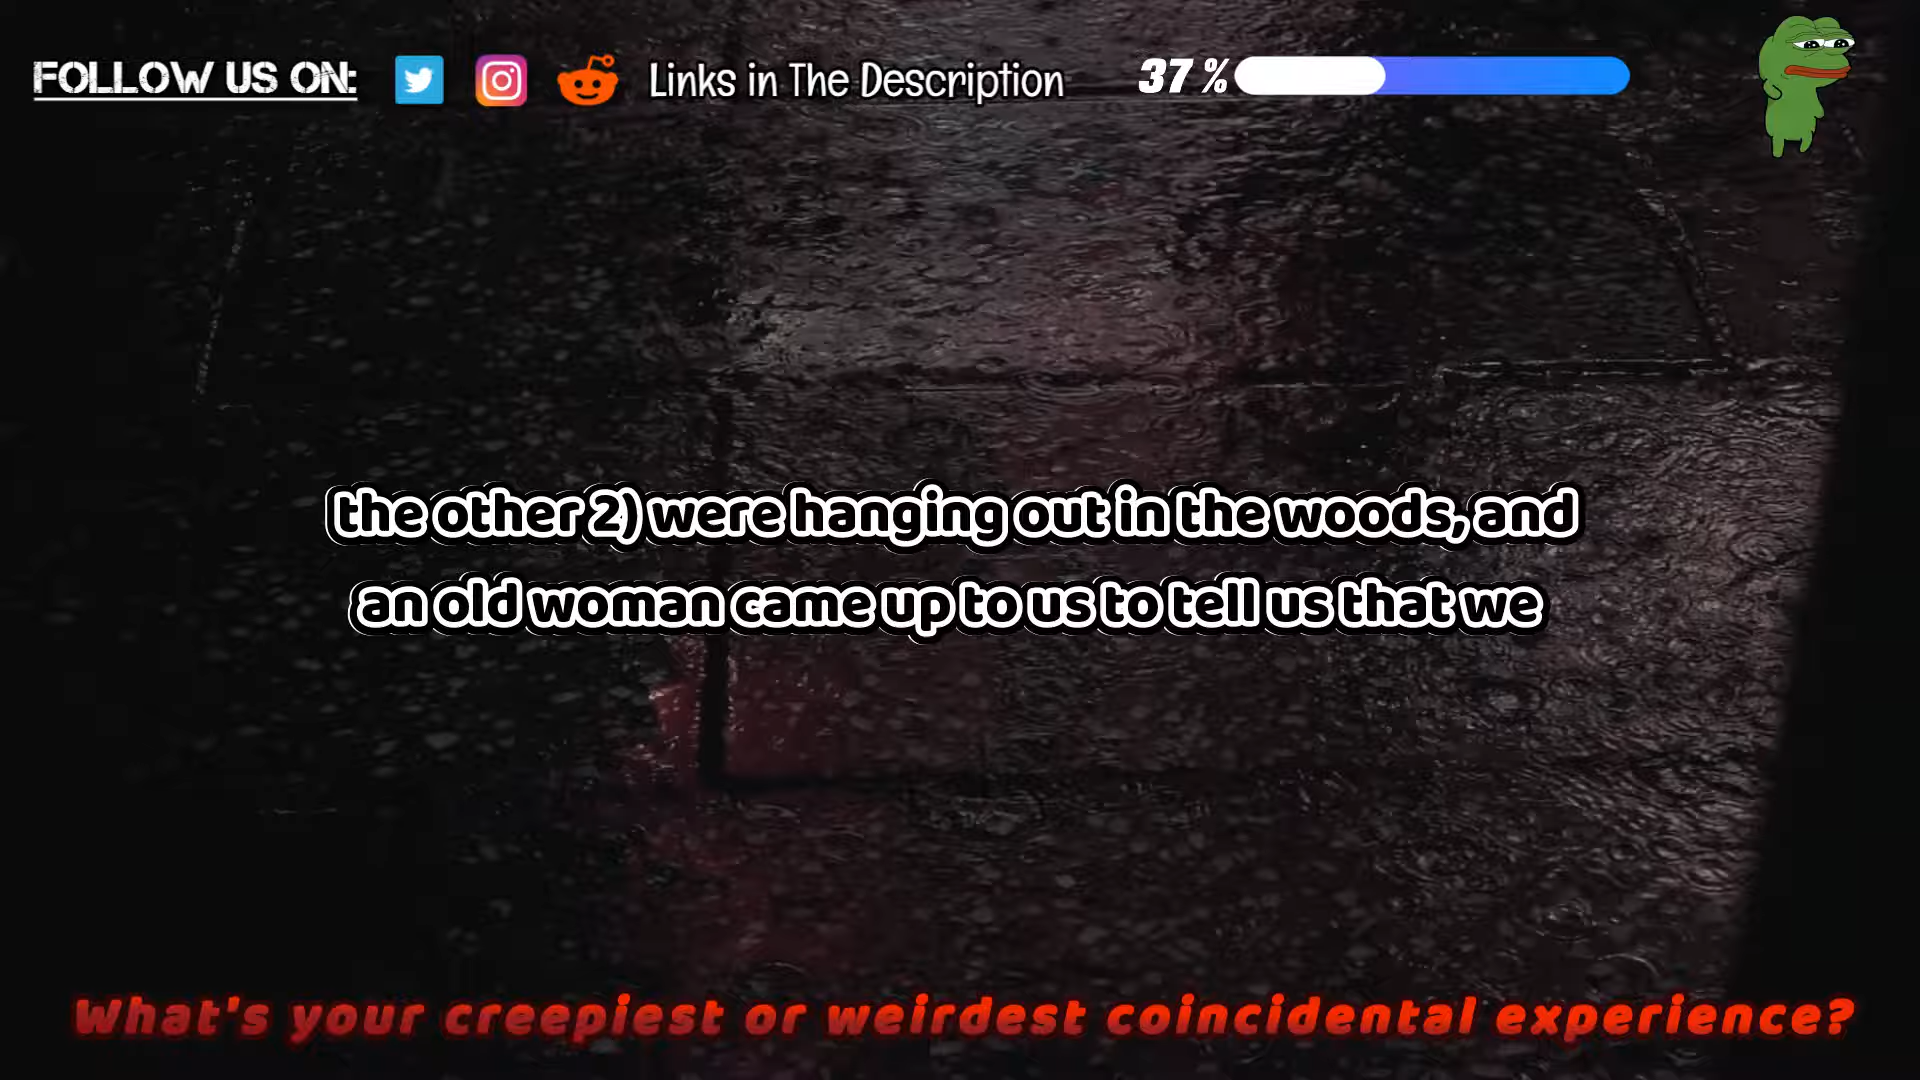 FOLLOW US ON:
Links in The Description
37 %
the other 2) were hanging out in the woods, and
an old woman came up to us to tell us that we
What's your creepiest or weirdest coincidental experience?